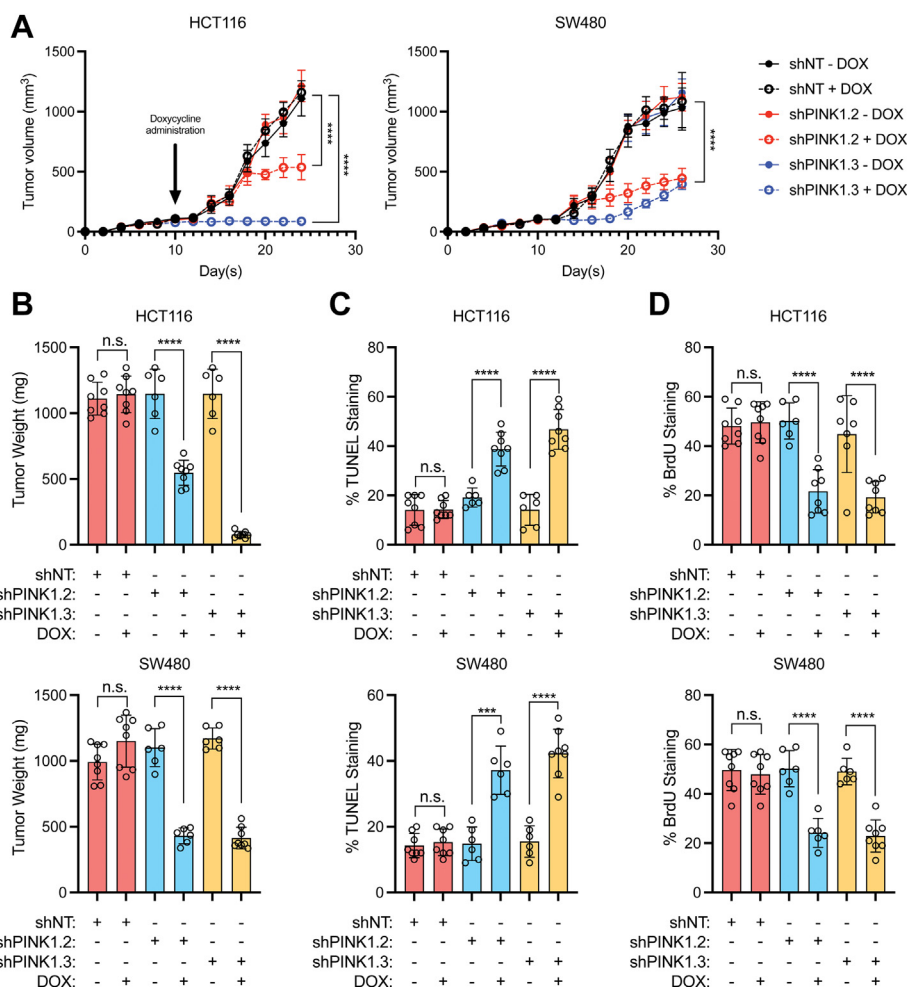 A
HCT116
SW480
Tumor volume (mm3)
1500
1000
500
0
Doxycycline
administration
****
****
0 10 20 30
Day(s)
Tumor volume (mm3)
1500
1000
500
0
****
0 10 20 30
Day(s)
shNT - DOX
shNT + DOX
shPINK1.2 - DOX
shPINK1.2 + DOX
shPINK1.3 - DOX
shPINK1.3 + DOX
B
HCT116
Tumor Weight (mg)
1500
1000
500
0
n.s. **** ****
shNT: + + - - - -
shPINK1.2: - - + + - -
shPINK1.3: - - - - + +
DOX: - + - + - +
SW480
Tumor Weight (mg)
1500
1000
500
0
n.s. **** ****
shNT: + + - - - -
shPINK1.2: - - + + - -
shPINK1.3: - - - - + +
DOX: - + - + - +
C
HCT116
% TUNEL Staining
80
60
40
20
0
n.s. **** ****
shNT: + + - - - -
shPINK1.2: - - + + - -
shPINK1.3: - - - - + +
DOX: - + - + - +
SW480
% TUNEL Staining
60
40
20
0
n.s. *** ****
shNT: + + - - - -
shPINK1.2: - - + + - -
shPINK1.3: - - - - + +
DOX: - + - + - +
D
HCT116
% BrdU Staining
80
60
40
20
0
n.s. **** ****
shNT: + + - - - -
shPINK1.2: - - + + - -
shPINK1.3: - - - - + +
DOX: - + - + - +
SW480
% BrdU Staining
80
60
40
20
0
n.s. **** ****
shNT: + + - - - -
shPINK1.2: - - + + - -
shPINK1.3: - - - - + +
DOX: - + - + - +